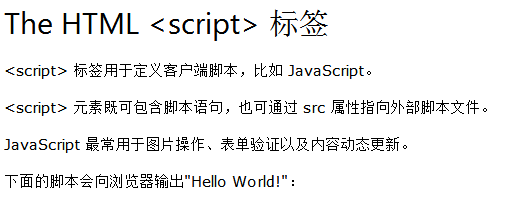 The HTML <script> 标签
<script> 标签用于定义客户端脚本，比如 JavaScript。
<script> 元素既可包含脚本语句，也可通过 src 属性指向外部脚本文件。
JavaScript 最常用于图片操作、表单验证以及内容动态更新。
下面的脚本会向浏览器输出"Hello World!"：